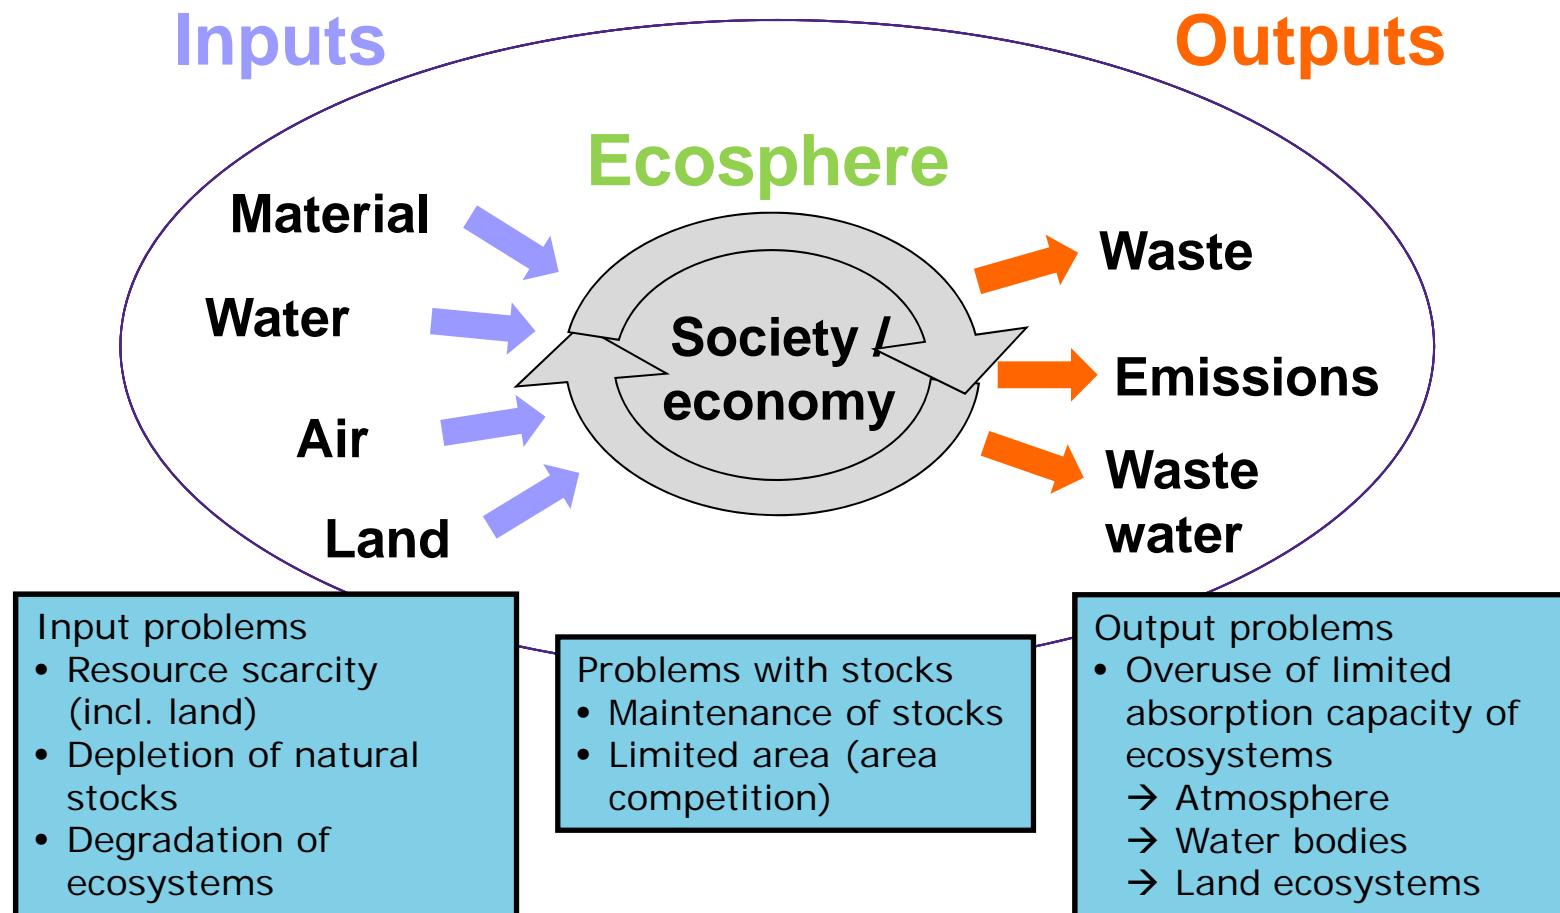 Inputs
Outputs
Ecosphere
Material
Water
Air
Land
Society /
economy
Waste
Emissions
Waste
water
Input problems
• Resource scarcity
(incl. land)
• Depletion of natural
stocks
• Degradation of
ecosystems
Problems with stocks
• Maintenance of stocks
• Limited area (area
competition)
Output problems
• Overuse of limited
absorption capacity of
ecosystems
→ Atmosphere
→ Water bodies
→ Land ecosystems